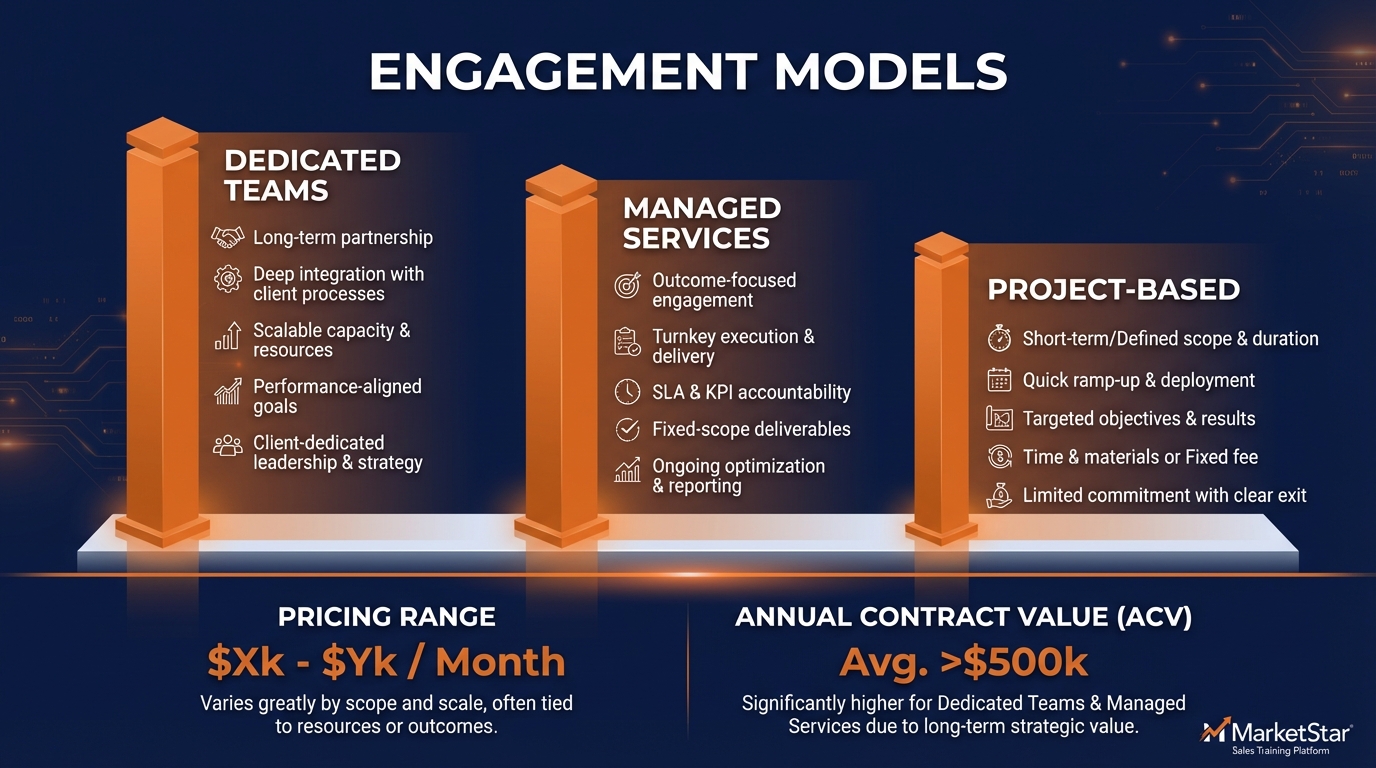 ENGAGEMENT MODELS
DEDICATED
TEAMS
Long-term partnership
Deep integration with
client processes
Scalable capacity &
resources
Performance-aligned
goals
Client-dedicated
leadership & strategy
MANAGED
SERVICES
Outcome-focused
engagement
Turnkey execution &
delivery
SLA & KPI accountability
Fixed-scope deliverables
Ongoing optimization
& reporting
PROJECT-BASED
Short-term/Defined scope & duration
Quick ramp-up & deployment
Targeted objectives & results
Time & materials or Fixed fee
Limited commitment with clear exit
PRICING RANGE
$Xk - $Yk / Month
Varies greatly by scope and scale, often tied
to resources or outcomes.
ANNUAL CONTRACT VALUE (ACV)
Avg. >$500k
Significantly higher for Dedicated Teams & Managed
Services due to long-term strategic value.
MarketStar
Sales Training Platform